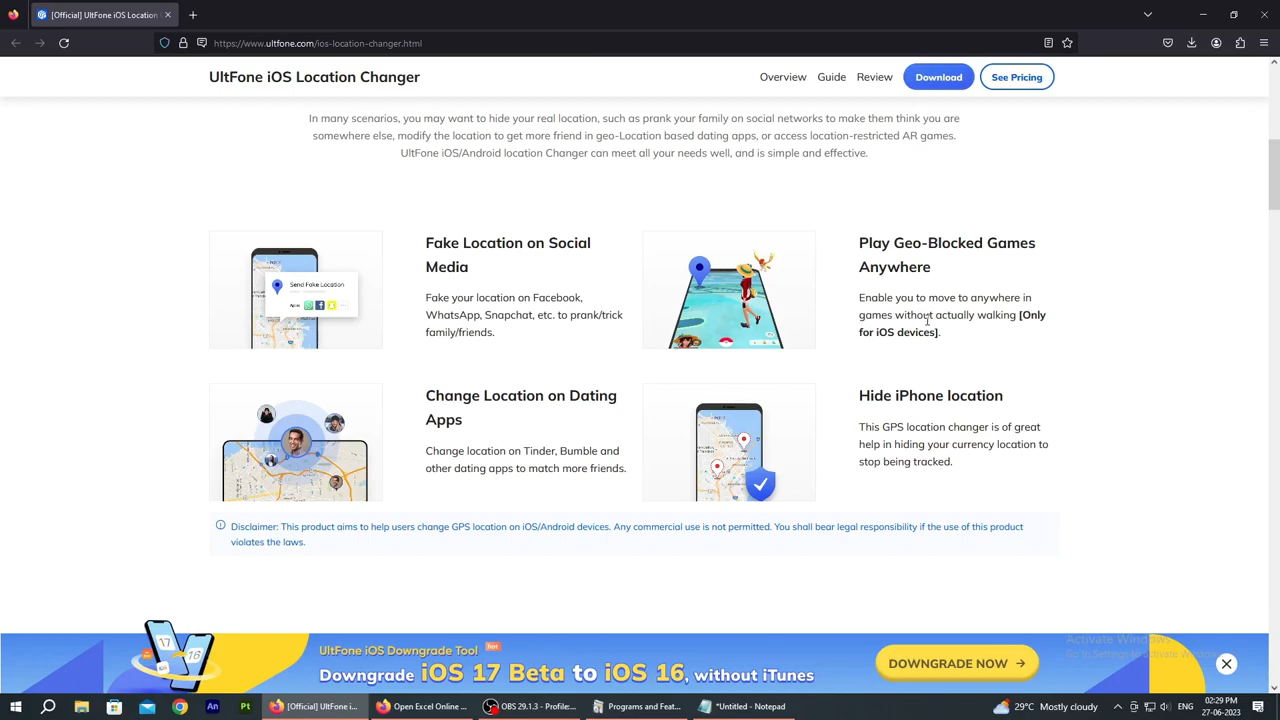 [Official] UltFone iOS Location
https://www.ultfone.com/ios-location-changer.html
UltFone iOS Location Changer
Overview
Guide
Review
Download
See Pricing
In many scenarios, you may want to hide your real location, such as prank your family on social networks to make them think you are
somewhere else, modify the location to get more friend in geo-Location based dating apps, or access location-restricted AR games.
UltFone iOS/Android location Changer can meet all your needs well, and is simple and effective.
Send Fake Location
Apps
Fake Location on Social
Media
Fake your location on Facebook,
WhatsApp, Snapchat, etc. to prank/trick
family/friends.
Play Geo-Blocked Games
Anywhere
Enable you to move to anywhere in
games without actually walking [Only
for iOS devices].
Change Location on Dating
Apps
Change location on Tinder, Bumble and
other dating apps to match more friends.
Hide iPhone location
This GPS location changer is of great
help in hiding your currency location to
stop being tracked.
Disclaimer: This product aims to help users change GPS location on iOS/Android devices. Any commercial use is not permitted. You shall bear legal responsibility if the use of this product
violates the laws.
17
16
UltFone iOS Downgrade Tool
hot
Downgrade iOS 17 Beta to iOS 16, without iTunes
DOWNGRADE NOW →
Activate Windows
Go to Settings to activate Windows.
An
Pt
[Official] UltFone i...
Open Excel Online ...
OBS 29.1.3 - Profile:...
Programs and Feat...
*Untitled - Notepad
29°C Mostly cloudy
ENG
02:29 PM
27-06-2023